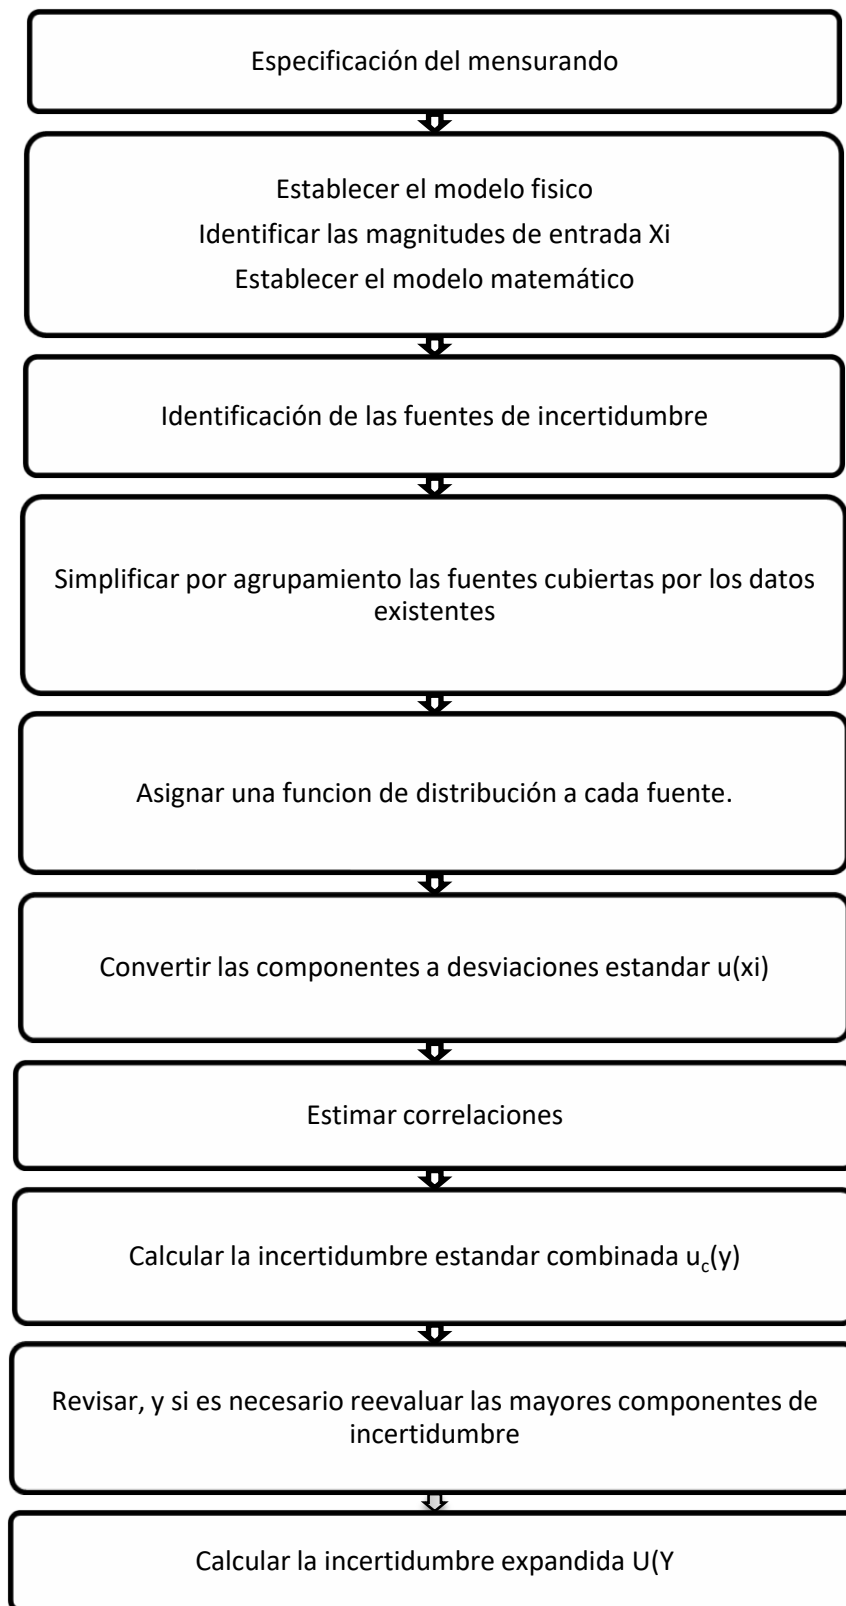 Especificación del mensurando
Establecer el modelo fisico
Identificar las magnitudes de entrada Xi
Establecer el modelo matemático
Identificación de las fuentes de incertidumbre
Simplificar por agrupamiento las fuentes cubiertas por los datos
existentes
Asignar una funcion de distribución a cada fuente.
Convertir las componentes a desviaciones estandar u(xi)
Estimar correlaciones
Calcular la incertidumbre estandar combinada u_c(y)
Revisar, y si es necesario reevaluar las mayores componentes de
incertidumbre
Calcular la incertidumbre expandida U(Y